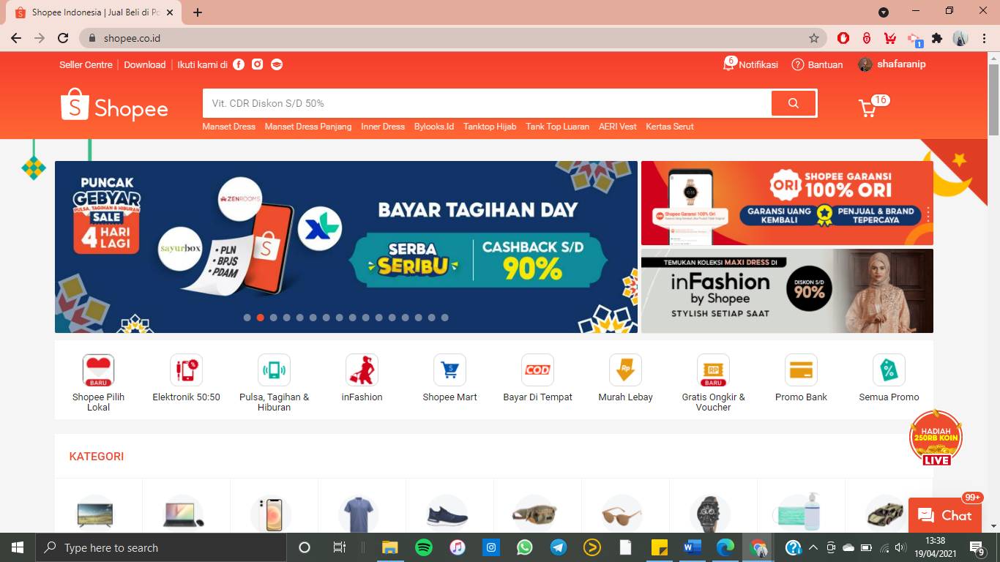 Shopee Indonesia | Jual Beli di Po
shopee.co.id
1
Seller Centre
Download
Ikuti kami di
6
Notifikasi
Bantuan
shafaranip
S Shopee
Vit. CDR Diskon S/D 50%
16
Manset Dress
Manset Dress Panjang
Inner Dress
Bylooks.Id
Tanktop Hijab
Tank Top Luaran
AERI Vest
Kertas Serut
PUNCAK
GEBYAR
PULSA, TAGIHAN & HIBURAN
SALE
4 HARI
LAGI
ZENROOMS
sayurbox
• PLN
• BPJS
• PDAM
S
XL
BAYAR TAGIHAN DAY
SERBA
SERIBU
CASHBACK S/D
90%
ORI
SHOPEE GARANSI
100% ORI
Shopee Garansi 100% Ori
GARANSI UANG
KEMBALI
PENJUAL & BRAND
TEPERCAYA
TEMUKAN KOLEKSI MAXI DRESS DI
inFashion
by Shopee
STYLISH SETIAP SAAT
DISKON S/D
90%
BARU
Shopee Pilih
Lokal
Elektronik 50:50
Pulsa, Tagihan &
Hiburan
inFashion
Shopee Mart
COD
Bayar Di Tempat
Rp
Murah Lebay
RP
BARU
Gratis Ongkir &
Voucher
Promo Bank
Semua Promo
HADIAH
250RB KOIN
LIVE
KATEGORI
99+
Chat
Type here to search
13:38
19/04/2021
9